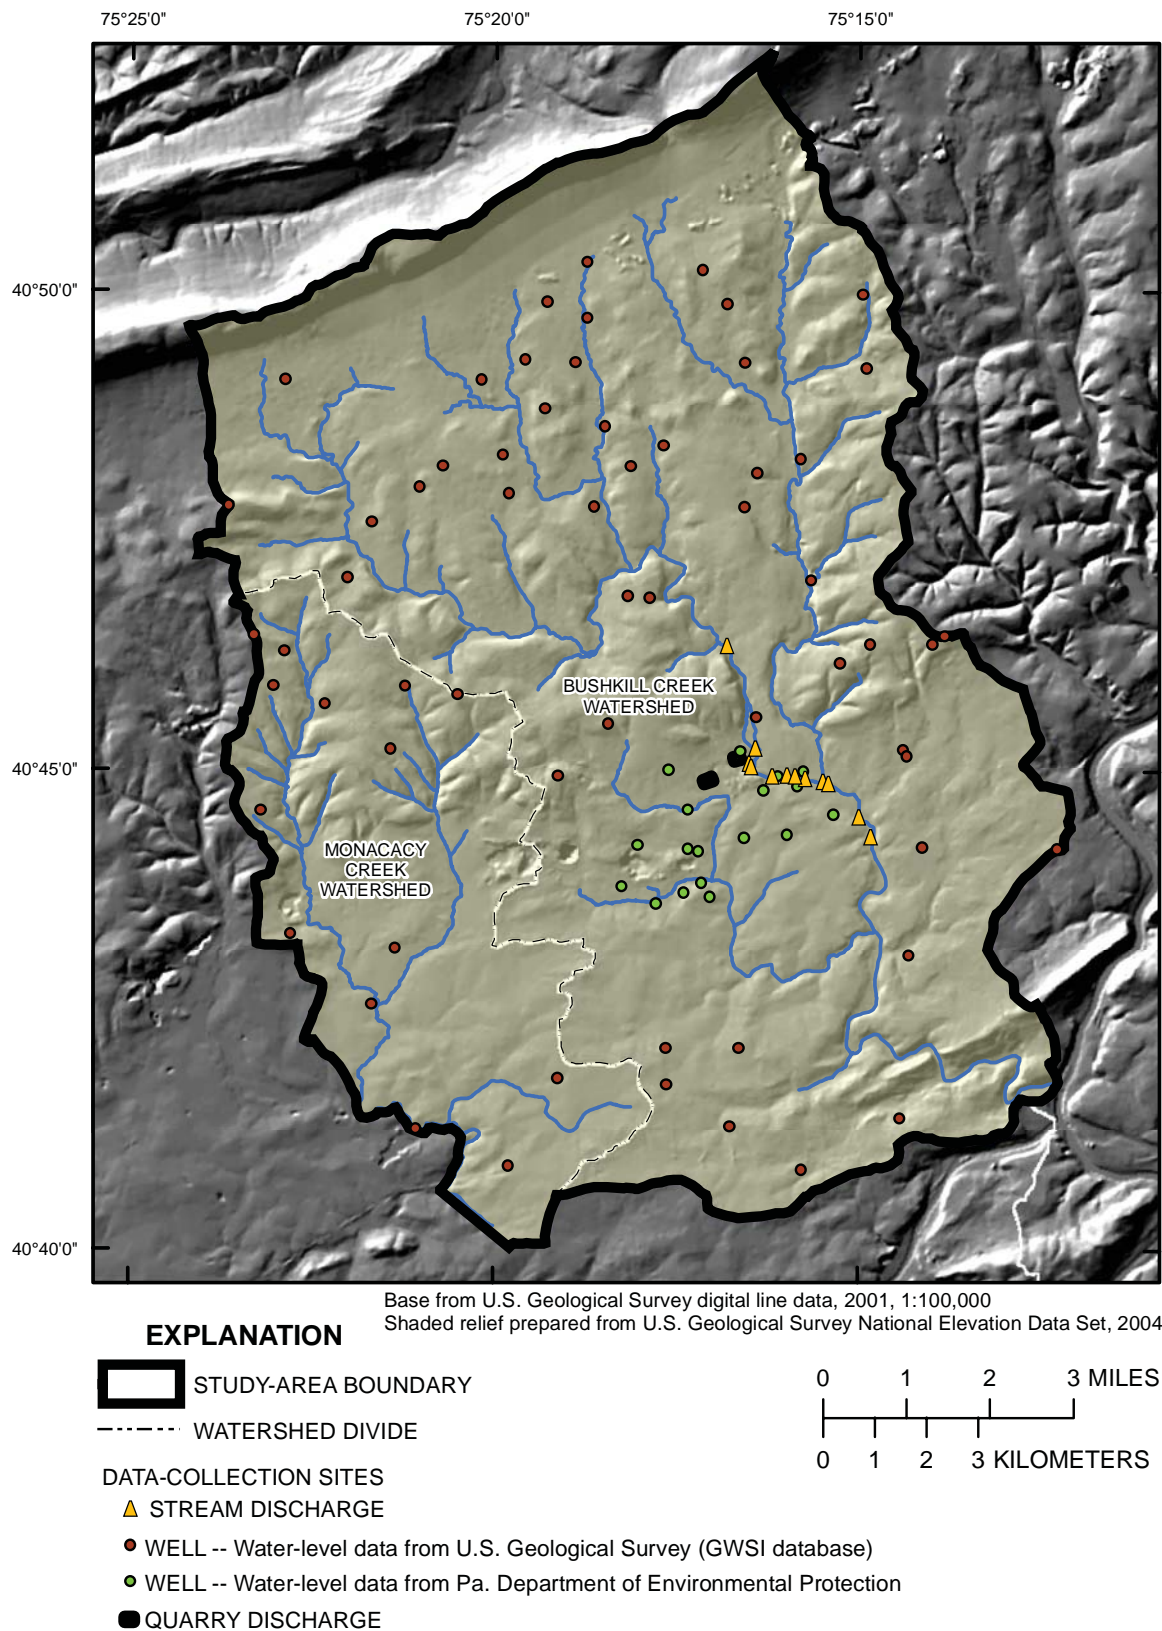 75°25'0"
75°20'0"
75°15'0"
40°50'0"
BUSHKILL CREEK
WATERSHED
40°45'0"
MONACACY
CREEK
WATERSHED
40°40'0"
Base from U.S. Geological Survey digital line data, 2001, 1:100,000
Shaded relief prepared from U.S. Geological Survey National Elevation Data Set, 2004
EXPLANATION
STUDY-AREA BOUNDARY
WATERSHED DIVIDE
DATA-COLLECTION SITES
STREAM DISCHARGE
WELL -- Water-level data from U.S. Geological Survey (GWSI database)
WELL -- Water-level data from Pa. Department of Environmental Protection
QUARRY DISCHARGE
0 1 2 3 MILES
0 1 2 3 KILOMETERS